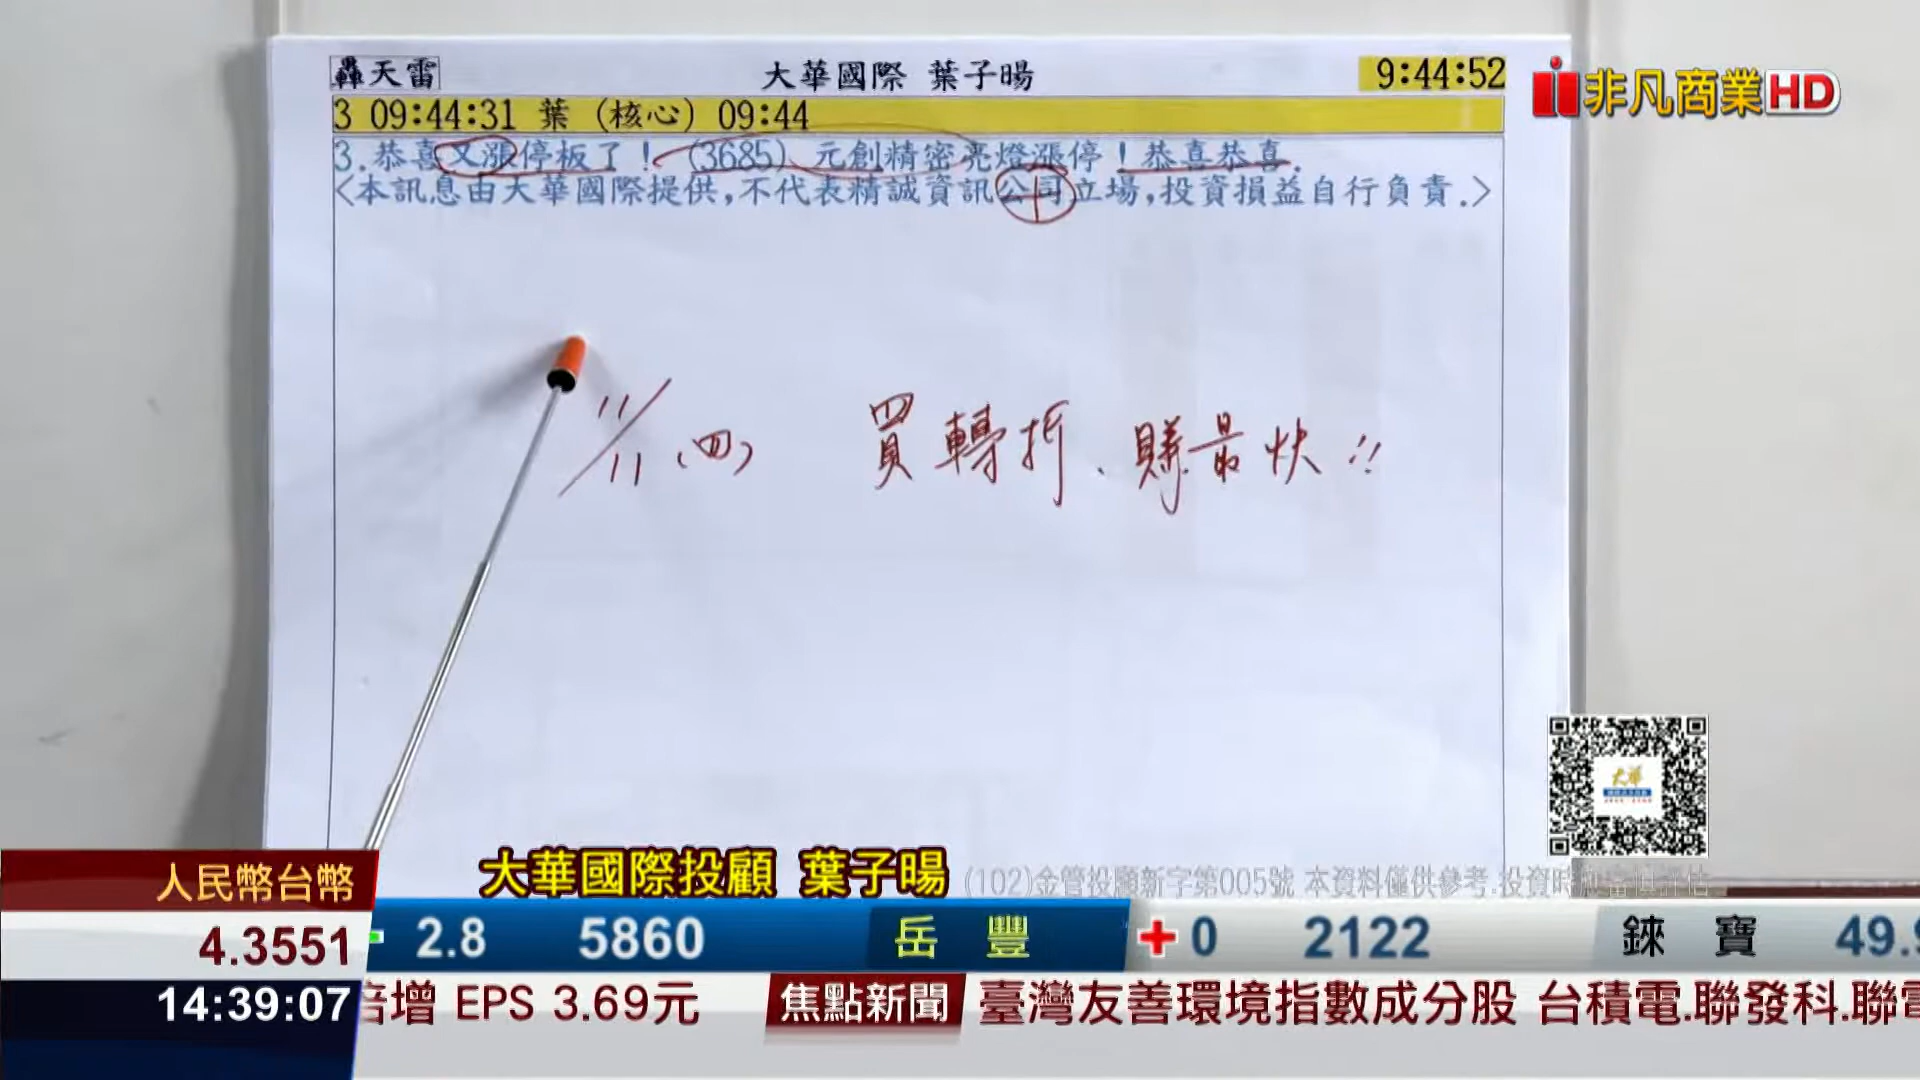 轟天雷 大華國際 葉子暘 9:44:52
非凡商業HD
3 09:44:31 葉 (核心) 09:44
3.恭喜又漲停板了!(3685)、元創精密亮燈漲停!恭喜恭喜.
<本訊息由大華國際提供,不代表精誠資訊公司立場,投資損益自行負責.>
11/11 (四) 買轉折、賺最快!!
大華
人民幣台幣
大華國際投顧 葉子暘 (102)金管投顧新字第005號 本資料僅供參考.投資時
4.3551 2.8 5860 岳豐 +0 2122 錸寶 49.9
14:39:07 倍增 EPS 3.69元 焦點新聞 臺灣友善環境指數成分股 台積電.聯發科.聯電